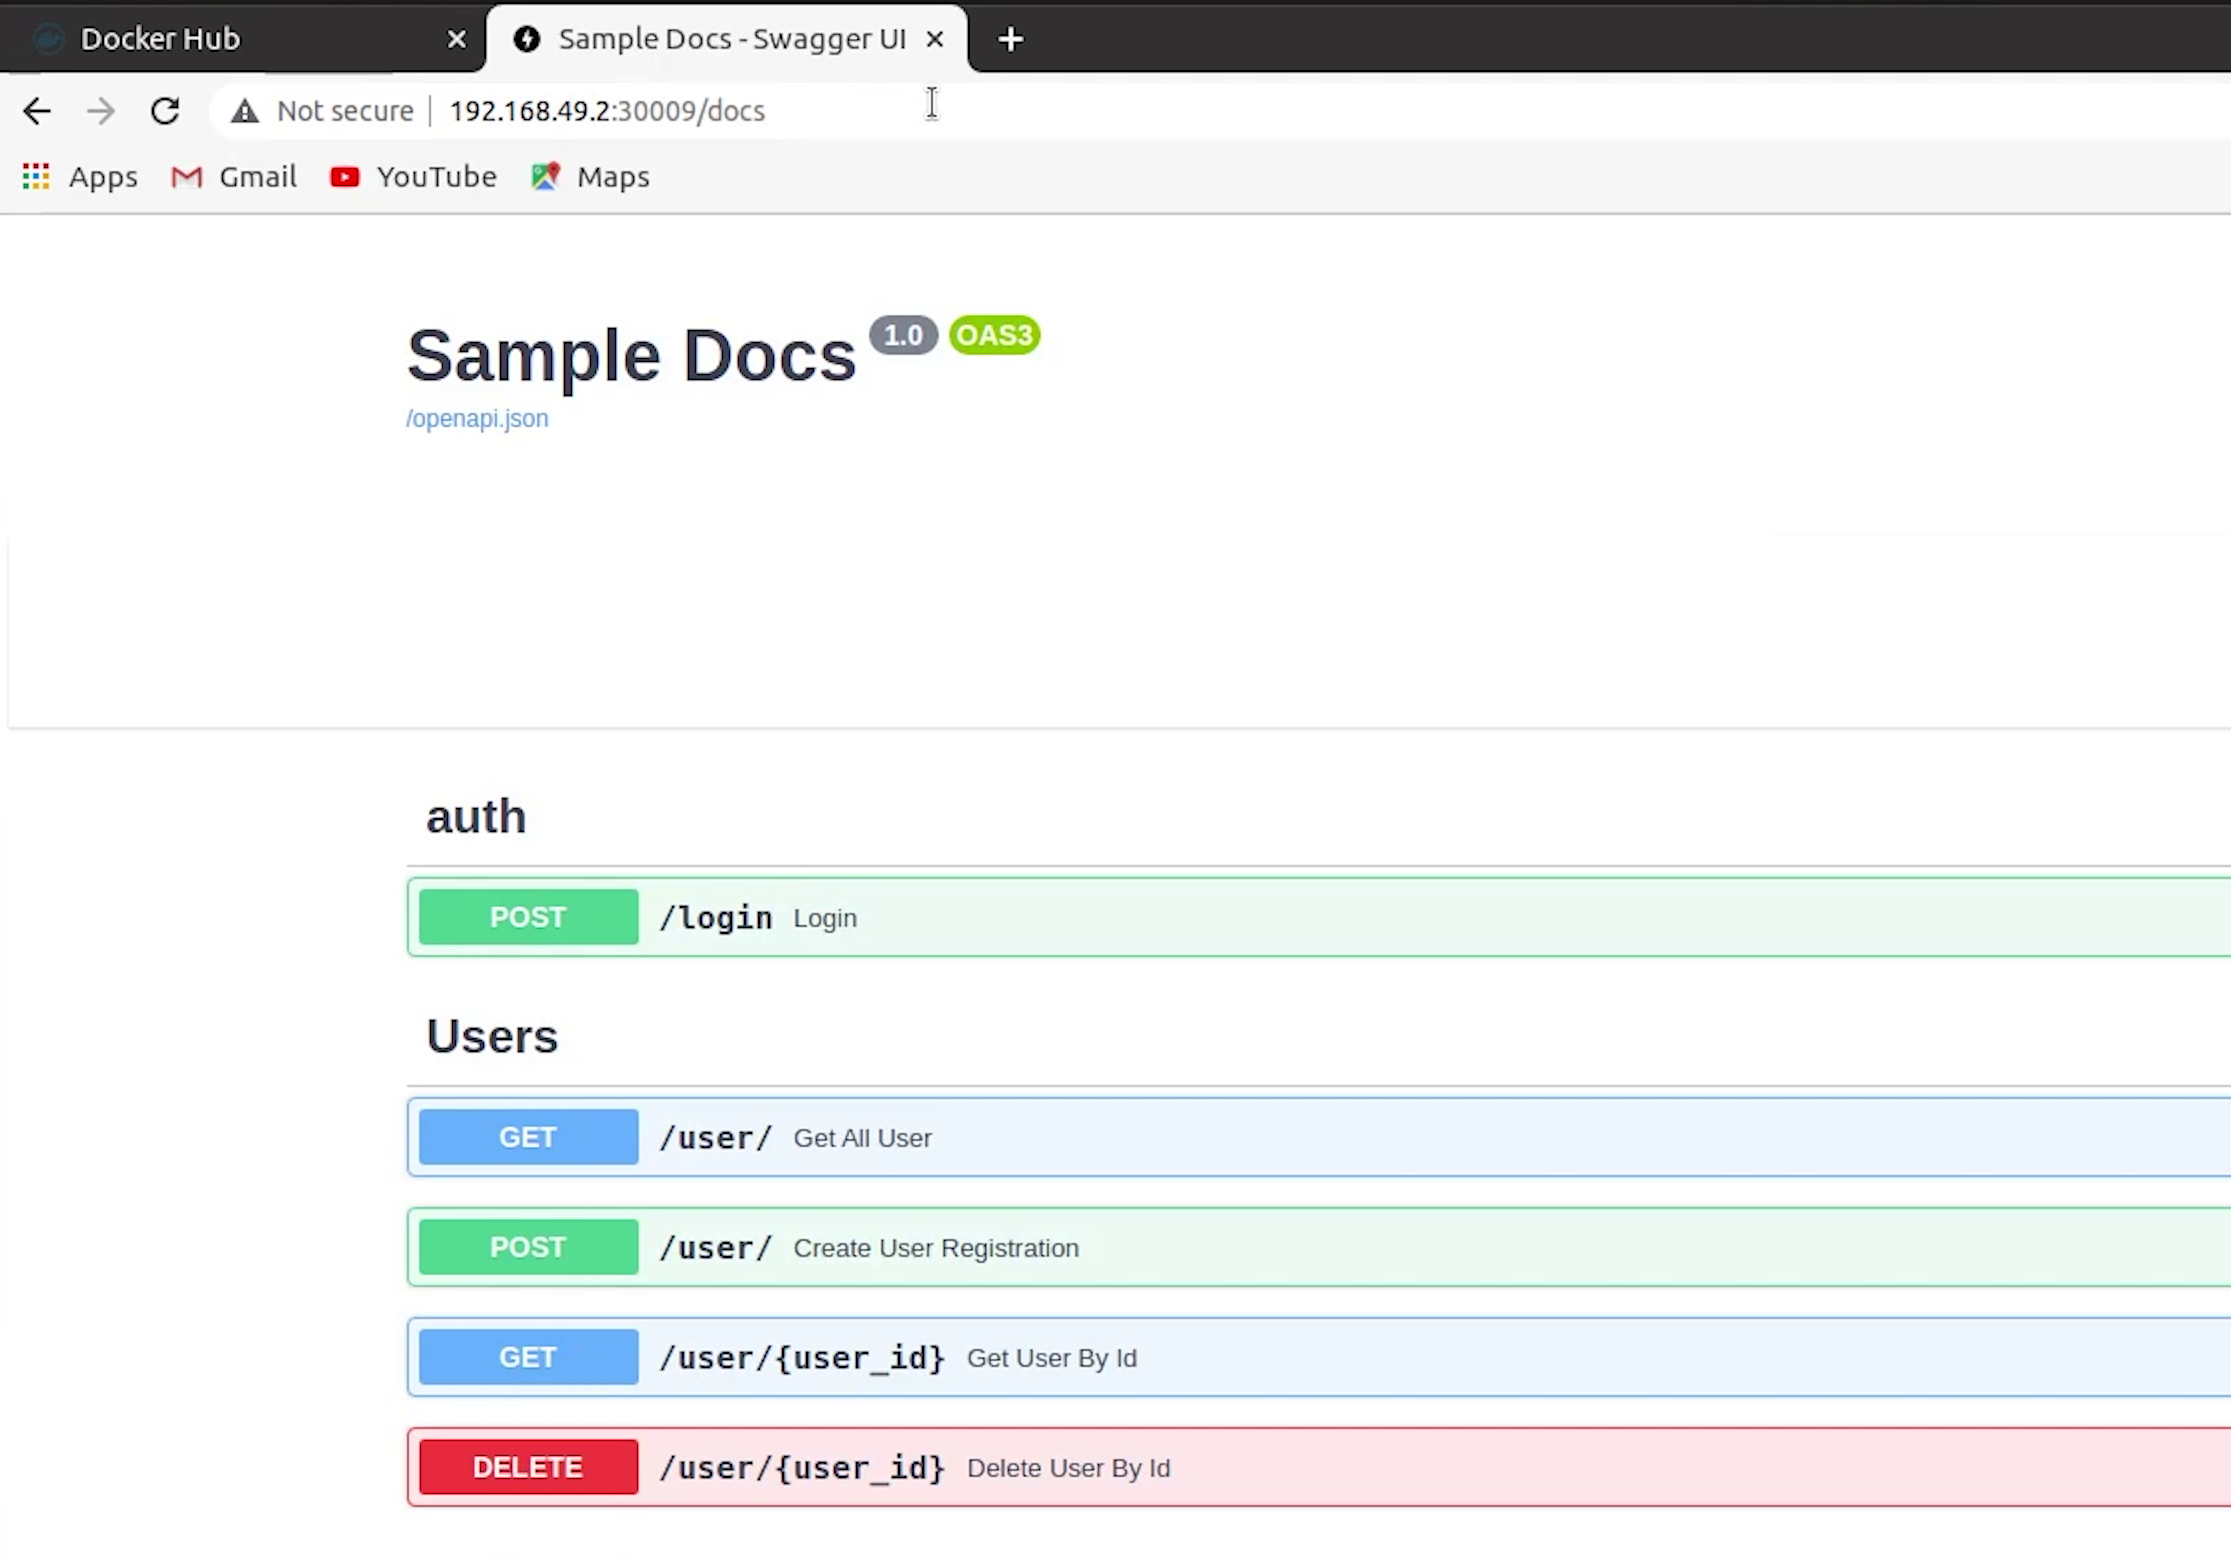 Docker Hub
Sample Docs - Swagger UI
Not secure 192.168.49.2:30009/docs
Apps Gmail YouTube Maps
Sample Docs 1.0 OAS3
/openapi.json
auth
POST /login Login
Users
GET /user/ Get All User
POST /user/ Create User Registration
GET /user/{user_id} Get User By Id
DELETE /user/{user_id} Delete User By Id